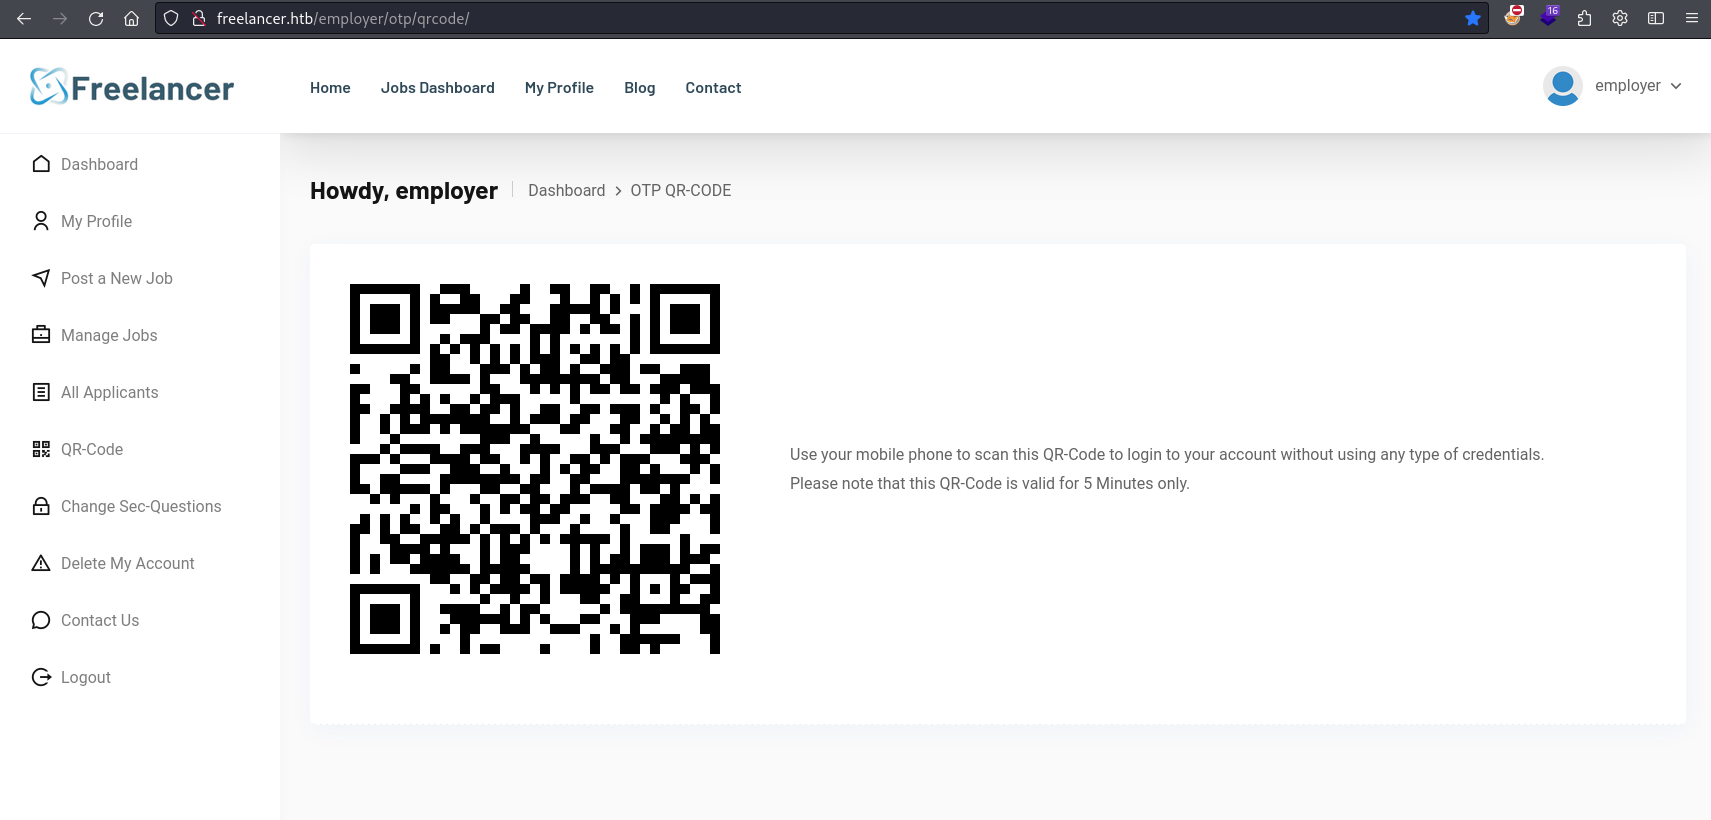 freelancer.htb/employer/otp/qrcode/
16
Freelancer
Home Jobs Dashboard My Profile Blog Contact
employer
Dashboard
My Profile
Post a New Job
Manage Jobs
All Applicants
QR-Code
Change Sec-Questions
Delete My Account
Contact Us
Logout
Howdy, employer
Dashboard > OTP QR-CODE
Use your mobile phone to scan this QR-Code to login to your account without using any type of credentials.
Please note that this QR-Code is valid for 5 Minutes only.